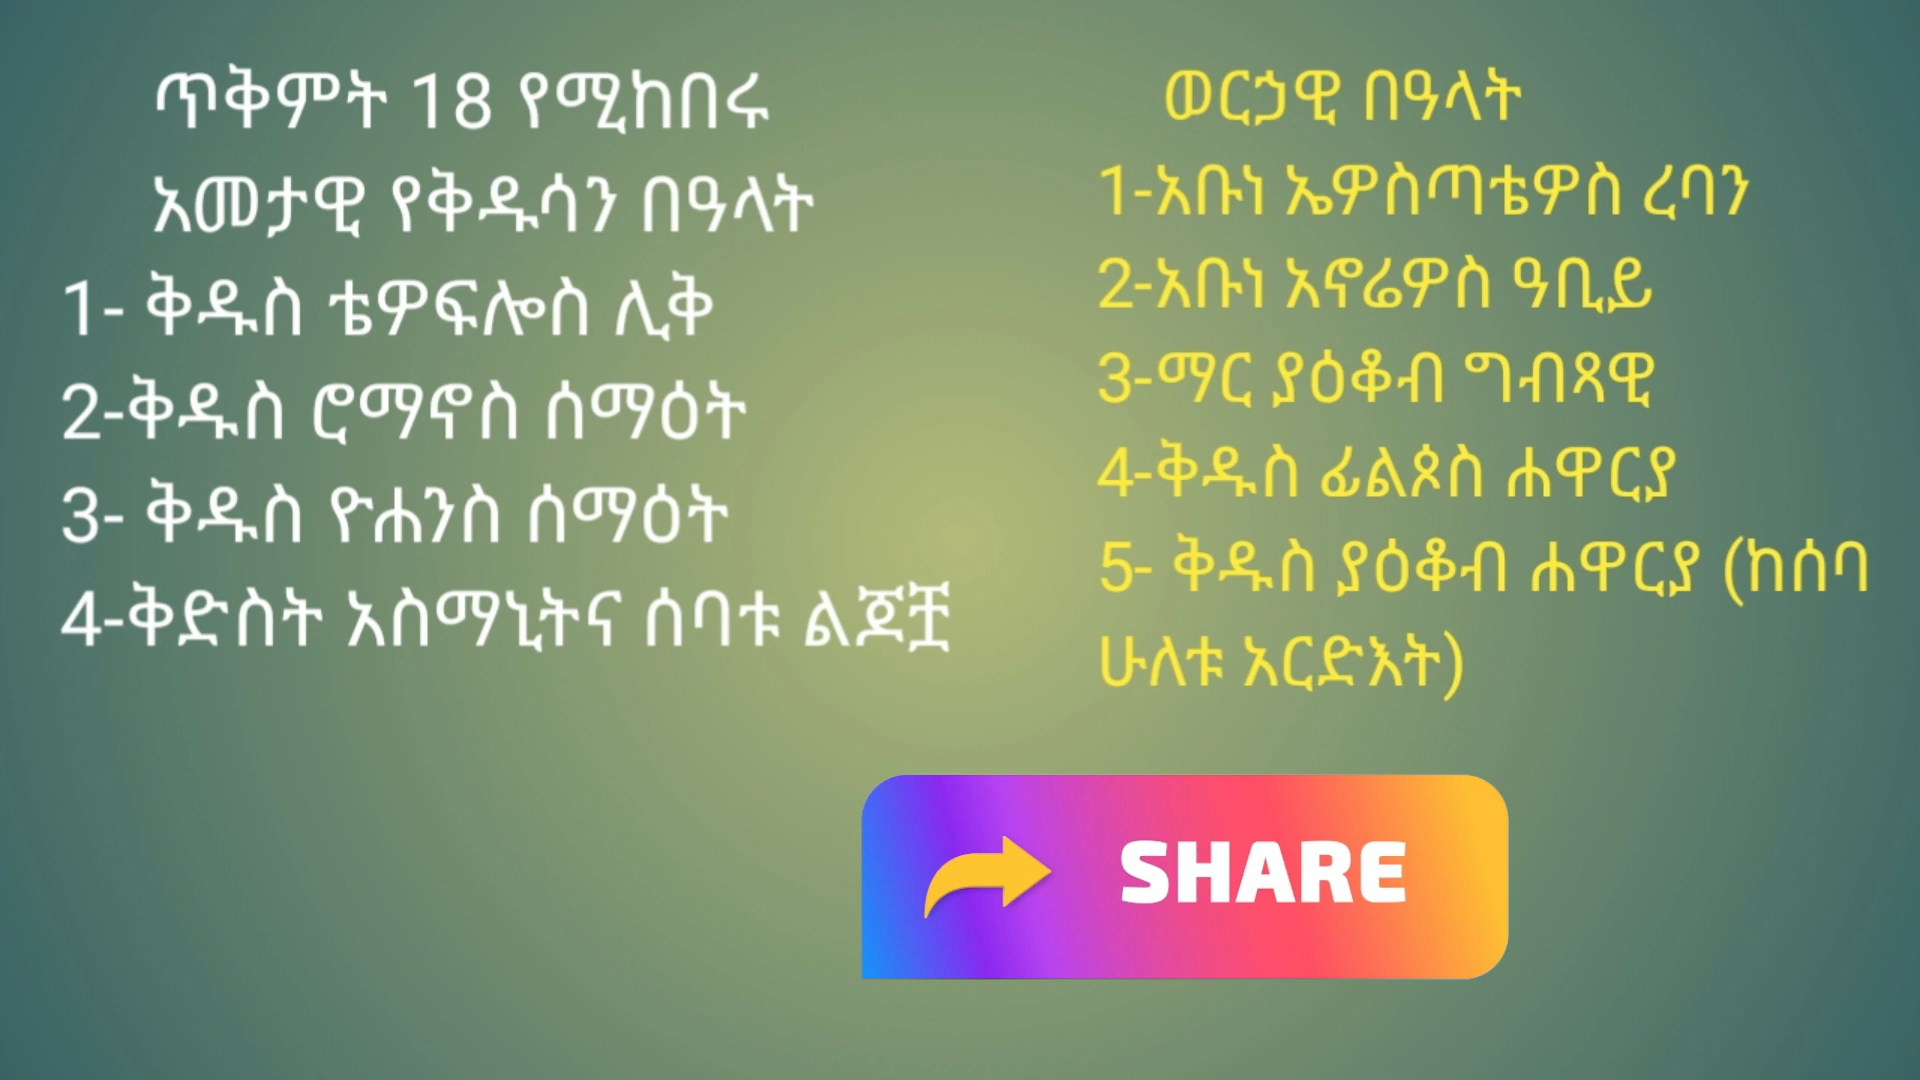 ጥቅምት 18 የሚከበሩ
አመታዊ የቅዱሳን በዓላት
1- ቅዱስ ቴዎፍሎስ ሊቅ
2-ቅዱስ ሮማኖስ ሰማዕት
3- ቅዱስ ዮሐንስ ሰማዕት
4-ቅድስት አስማኒትና ሰባቱ ልጆቿ
ወርኃዊ በዓላት
1-አቡነ ኤዎስጣቴዎስ ረባን
2-አቡነ አኖሬዎስ ዓቢይ
3-ማር ያዕቆብ ግብጻዊ
4-ቅዱስ ፊልጶስ ሐዋርያ
5- ቅዱስ ያዕቆብ ሐዋርያ (ከሰባ
ሁለቱ አርድእት)
SHARE